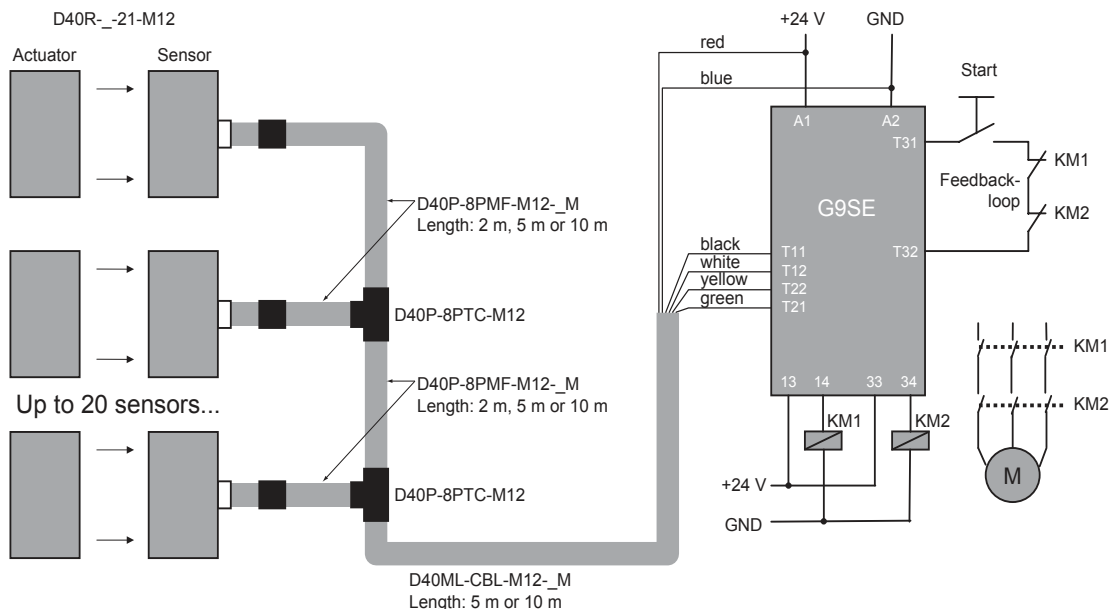 D40R-_-21-M12
Actuator
Sensor
D40P-8PMF-M12-_M
Length: 2 m, 5 m or 10 m
D40P-8PTC-M12
D40P-8PMF-M12-_M
Length: 2 m, 5 m or 10 m
Up to 20 sensors...
D40P-8PTC-M12
D40ML-CBL-M12-_M
Length: 5 m or 10 m
+24 V
GND
red
blue
black
white
yellow
green
A1
A2
T31
G9SE
T11
T12
T22
T21
T32
13
14
33
34
Start
Feedback-
loop
KM1
KM2
KM1
KM2
+24 V
GND
KM1
KM2
M